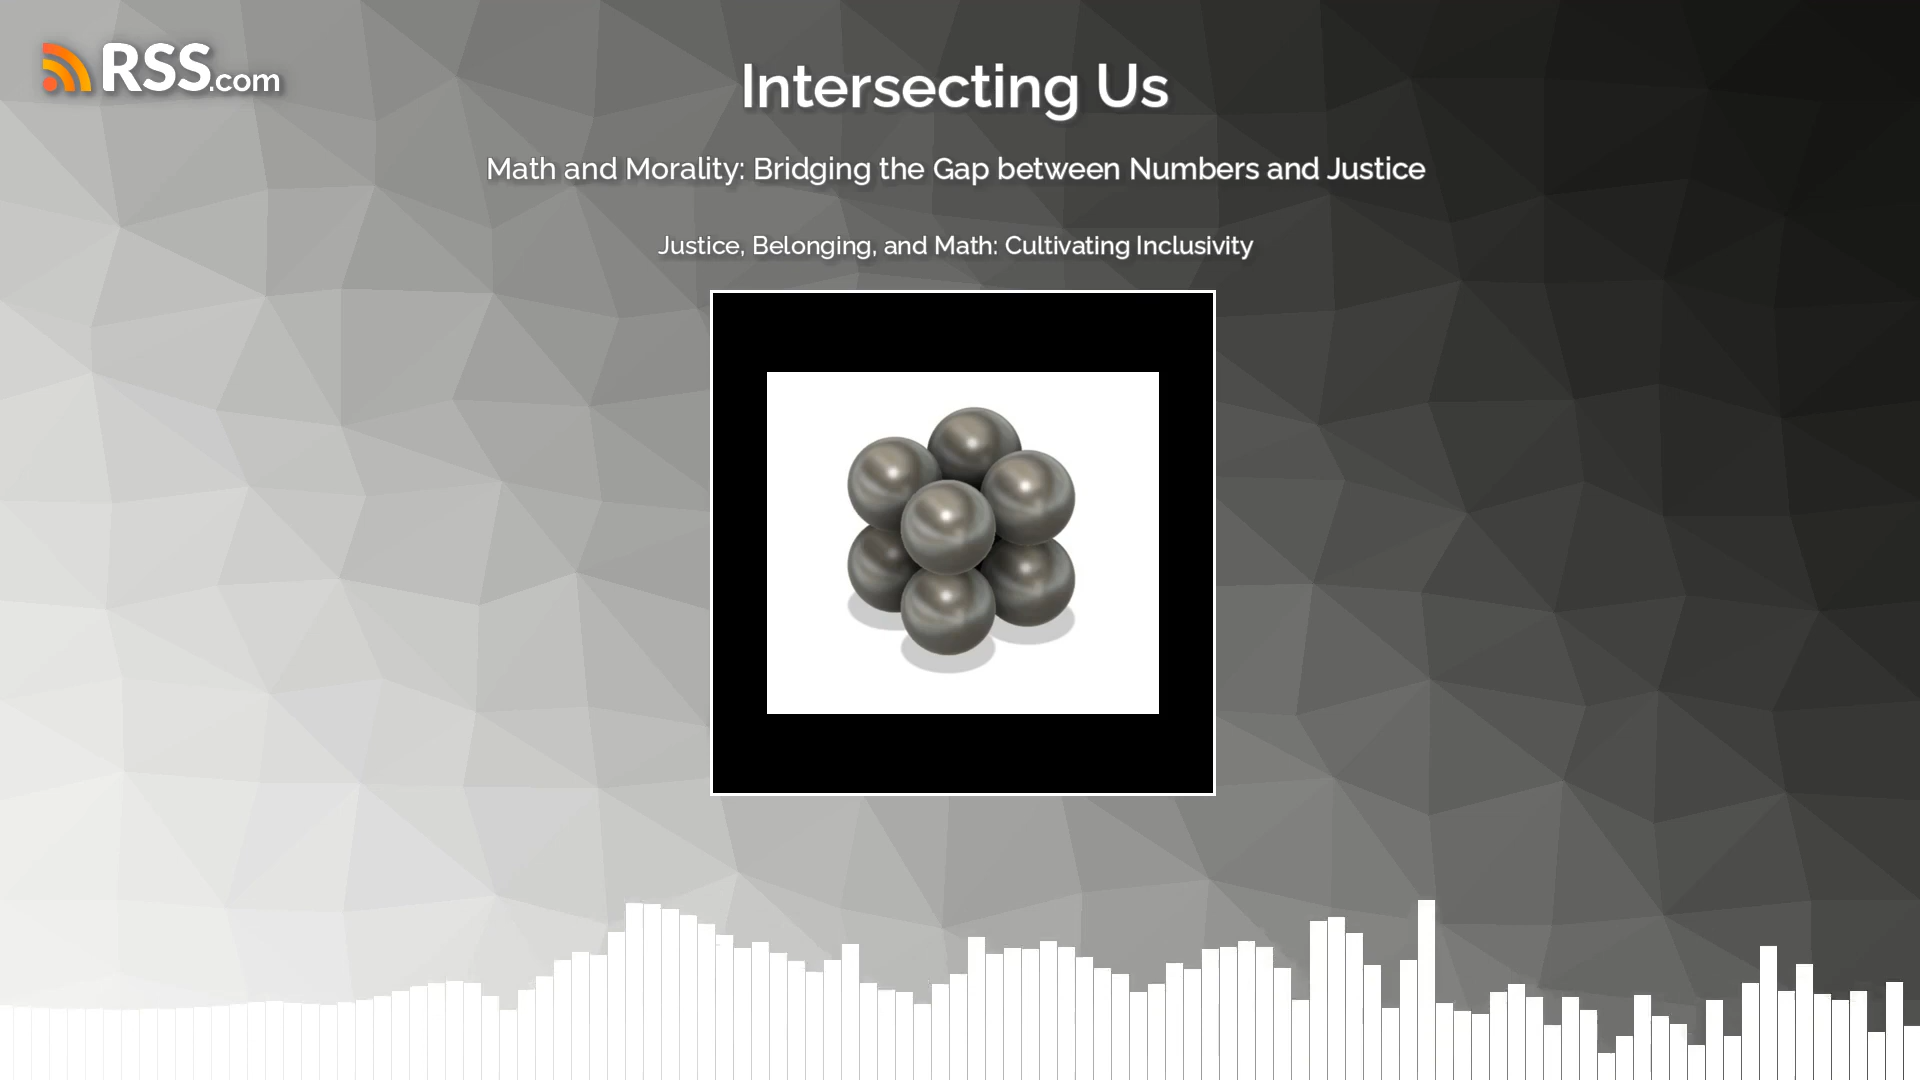 RSS.com
Intersecting Us
Math and Morality: Bridging the Gap between Numbers and Justice
Justice, Belonging, and Math: Cultivating Inclusivity